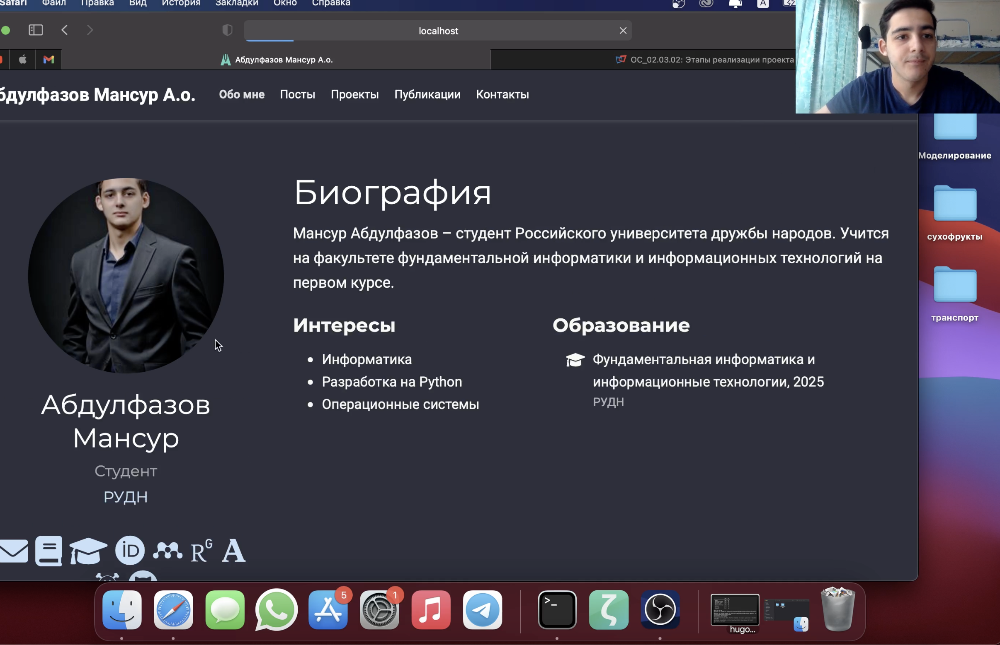 Safari Файл Правка Вид История Закладки Окно Справка
A
localhost
Абдулфазов Мансур А.о.
ОС_02.03.02: Этапы реализации проекта
бдулфазов Мансур А.о.
Обо мне Посты Проекты Публикации Контакты
Моделирование
сухофрукты
транспорт
Биография
Мансур Абдулфазов – студент Российского университета дружбы народов. Учится
на факультете фундаментальной информатики и информационных технологий на
первом курсе.
Интересы
Информатика
Разработка на Python
Операционные системы
Образование
Фундаментальная информатика и
информационные технологии, 2025
РУДН
Абдулфазов
Мансур
Студент
РУДН
iD
RG
A
5
1
hugo...